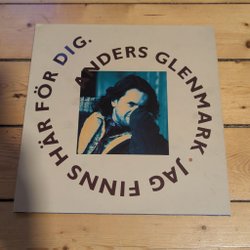 ANDERS GLENMARK.
JAG FINNS HÄR FÖR DIG.